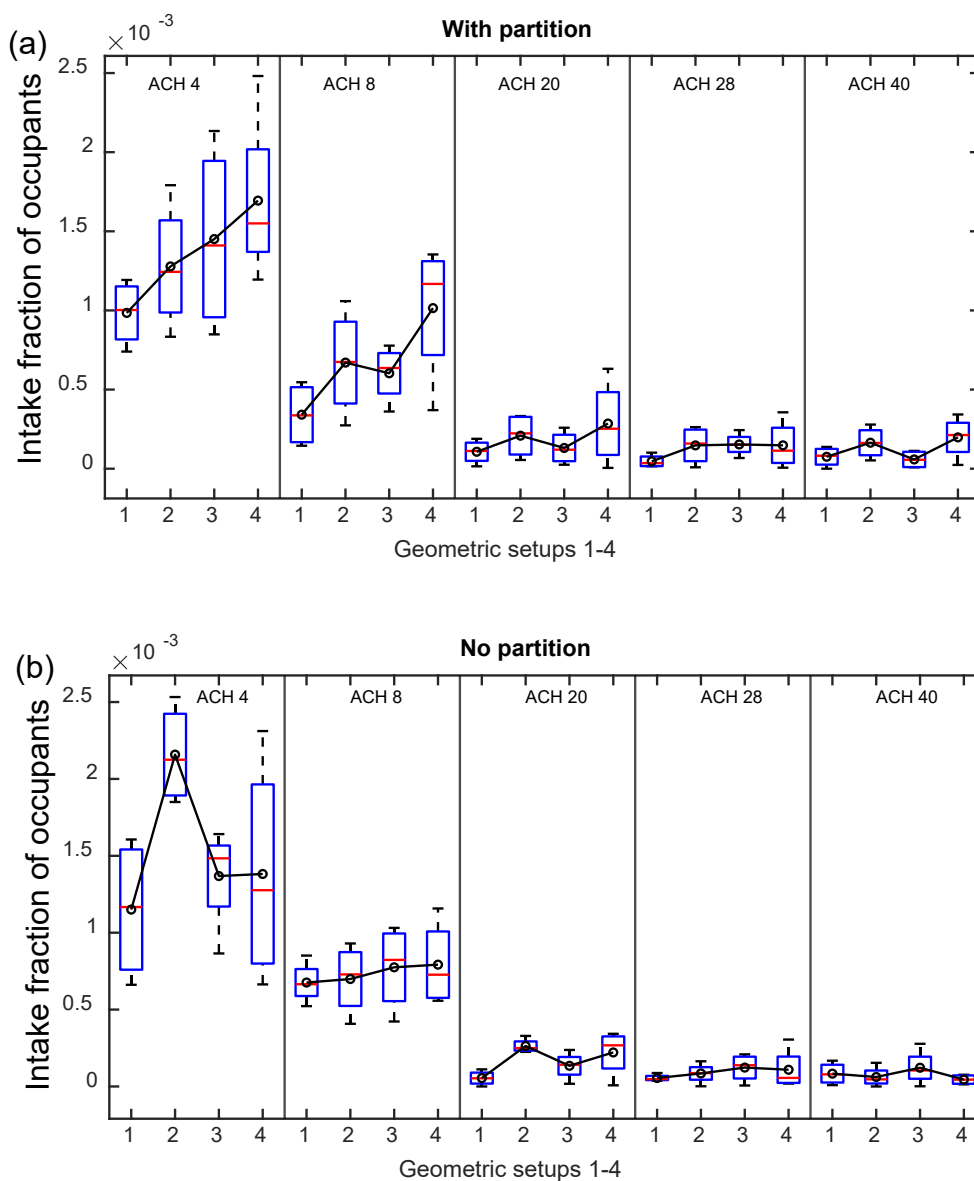 (a)
× 10 -3
With partition
ACH 4 ACH 8 ACH 20 ACH 28 ACH 40
Intake fraction of occupants
2.5
2
1.5
1
0.5
0
1 2 3 4 1 2 3 4 1 2 3 4 1 2 3 4 1 2 3 4
Geometric setups 1-4
(b)
× 10 -3
No partition
ACH 4 ACH 8 ACH 20 ACH 28 ACH 40
Intake fraction of occupants
2.5
2
1.5
1
0.5
0
1 2 3 4 1 2 3 4 1 2 3 4 1 2 3 4 1 2 3 4
Geometric setups 1-4